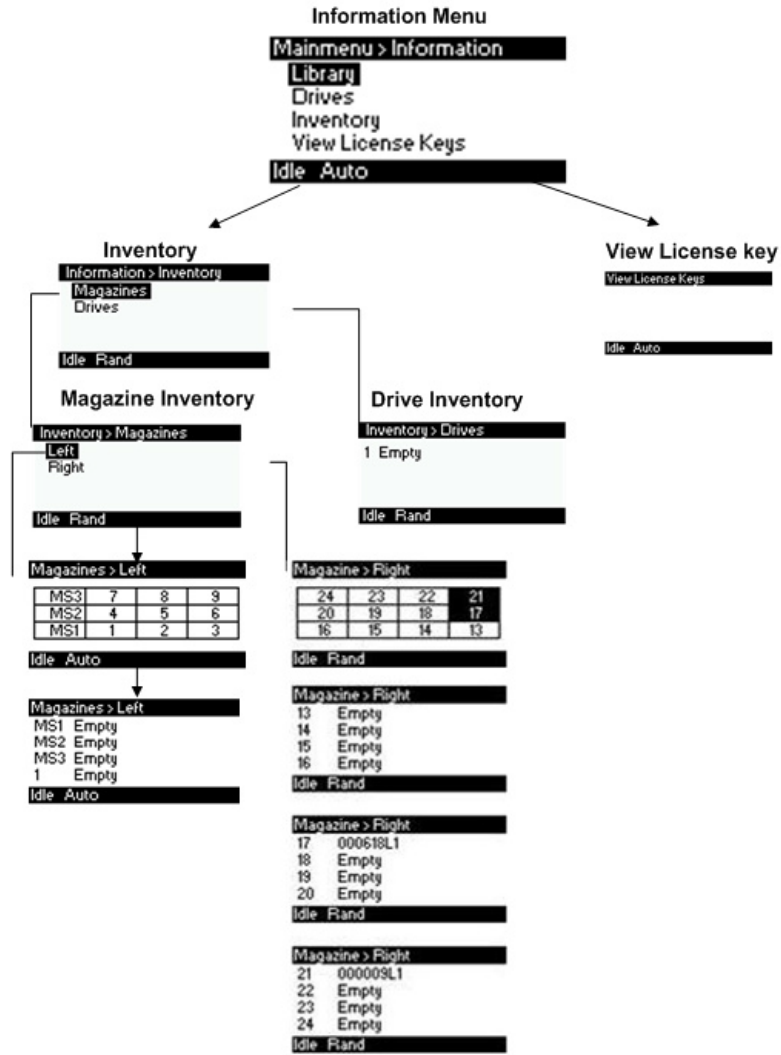 Information Menu
Mainmenu > Information
Library
Drives
Inventory
View License Keys
Idle Auto
Inventory
Information > Inventory
Magazines
Drives
Idle Rand
View License key
View License Keys
Idle Auto
Magazine Inventory
Inventory > Magazines
Left
Right
Idle Rand
Drive Inventory
Inventory > Drives
1 Empty
Idle Rand
Magazines > Left
MS3 7 8 9
MS2 4 5 6
MS1 1 2 3
Idle Auto
Magazines > Left
MS1 Empty
MS2 Empty
MS3 Empty
1 Empty
Idle Auto
Magazine > Right
24 23 22 21
20 19 18 17
16 15 14 13
Idle Rand
Magazine > Right
13 Empty
14 Empty
15 Empty
16 Empty
Idle Rand
Magazine > Right
17 000618L1
18 Empty
19 Empty
20 Empty
Idle Rand
Magazine > Right
21 000009L1
22 Empty
23 Empty
24 Empty
Idle Rand